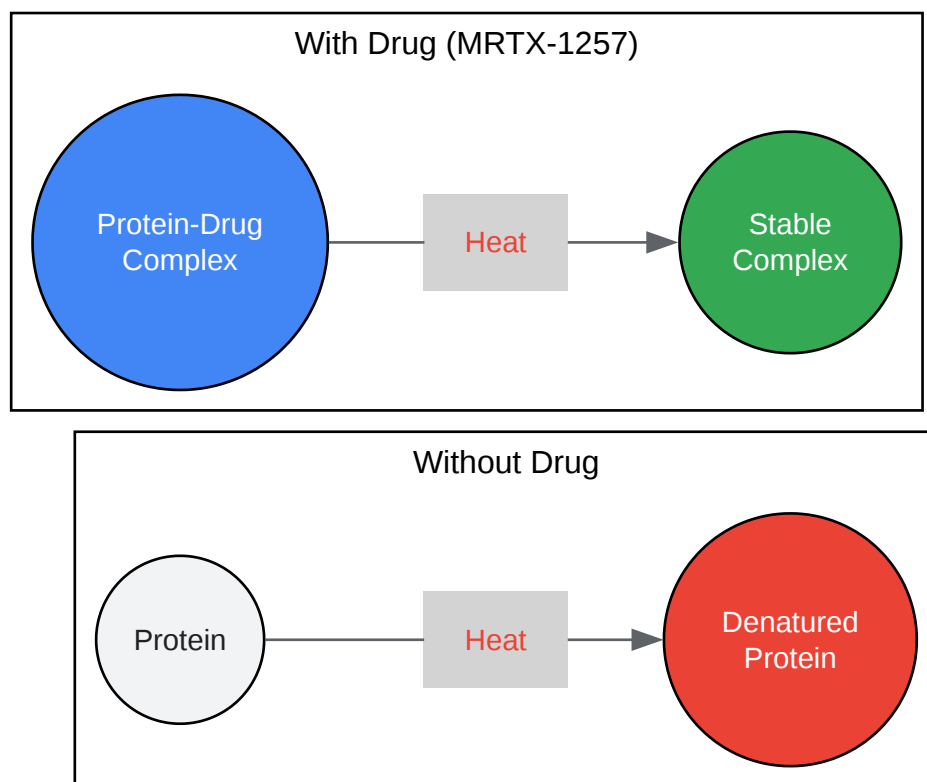 With Drug (MRTX-1257)
Protein-Drug
Complex
Heat
Stable
Complex
Without Drug
Protein
Heat
Denatured
Protein